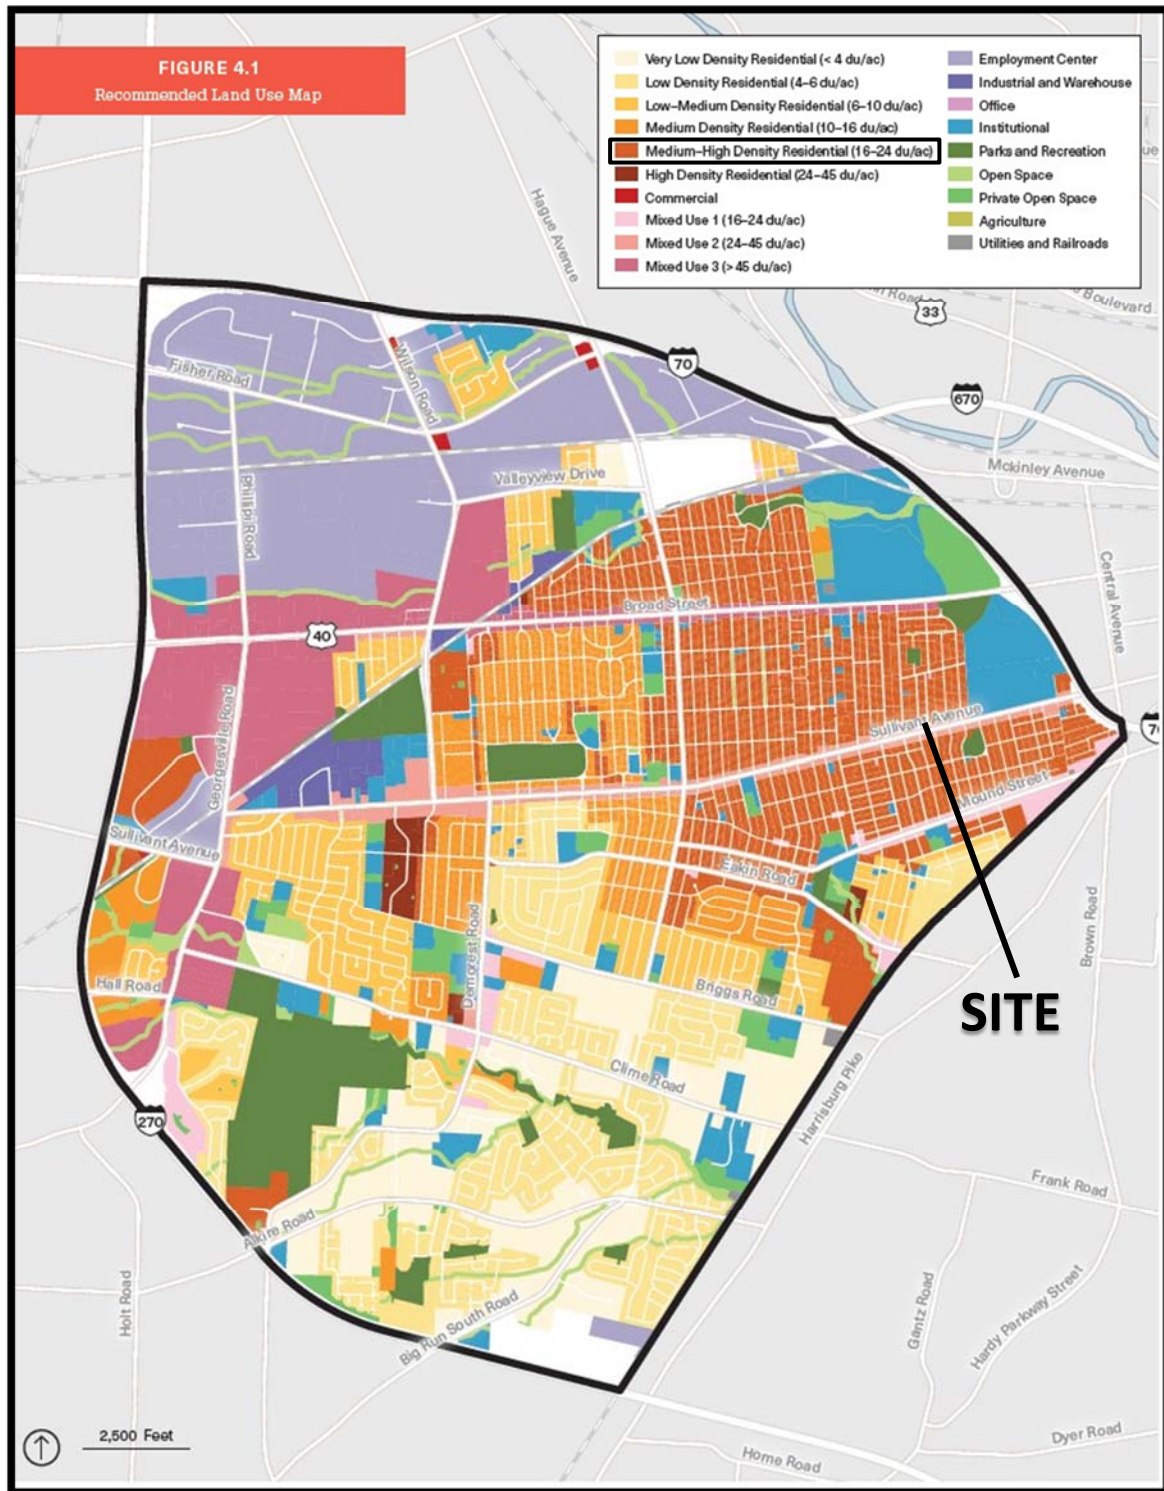 FIGURE 4.1
Recommended Land Use Map
Very Low Density Residential (< 4 du/ac)
Low Density Residential (4–6 du/ac)
Low–Medium Density Residential (6–10 du/ac)
Medium Density Residential (10–16 du/ac)
Medium–High Density Residential (16–24 du/ac)
High Density Residential (24–45 du/ac)
Commercial
Mixed Use 1 (16–24 du/ac)
Mixed Use 2 (24–45 du/ac)
Mixed Use 3 (> 45 du/ac)
Employment Center
Industrial and Warehouse
Office
Institutional
Parks and Recreation
Open Space
Private Open Space
Agriculture
Utilities and Railroads
Hague Avenue
Boulevard
Road
33
70
670
Wilson Road
Fisher Road
Mckinley Avenue
Valleyview Drive
Phillipi Road
Central Avenue
Broad Street
40
Georgesville Road
Sullivant Avenue
Mound Street
Sullivant Avenue
Eakin Road
Demorest Road
Brown Road
Hall Road
Briggs Road
SITE
Clime Road
Harrisburg Pike
270
Frank Road
Alkire Road
Holt Road
Big Run South Road
Gantz Road
Hardy Parkway Street
2,500 Feet
Home Road
Dyer Road